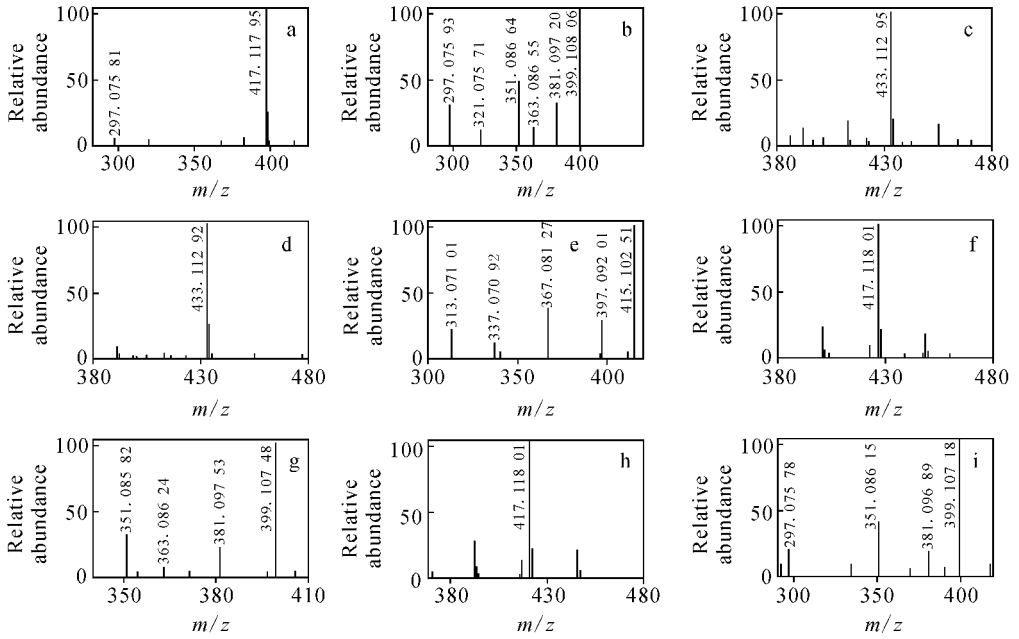 Relative abundance
100
50
0
300 350 400
m/z
a
297. 075 81
417. 117 95
Relative abundance
100
50
0
300 350 400
m/z
b
297. 075 93
321. 075 71
351. 086 64
363. 086 55
381. 097 20
399. 108 06
Relative abundance
100
50
0
380 430 480
m/z
c
433. 112 95
Relative abundance
100
50
0
380 430 480
m/z
d
433. 112 92
Relative abundance
100
50
0
300 350 400
m/z
e
313. 071 01
337. 070 92
367. 081 27
397. 092 01
415. 102 51
Relative abundance
100
50
0
380 430 480
m/z
f
417. 118 01
Relative abundance
100
50
0
350 380 410
m/z
g
351. 085 82
363. 086 24
381. 097 53
399. 107 48
Relative abundance
100
50
0
380 430 480
m/z
h
417. 118 01
Relative abundance
100
50
0
300 350 400
m/z
i
297. 075 78
351. 086 15
381. 096 89
399. 107 18